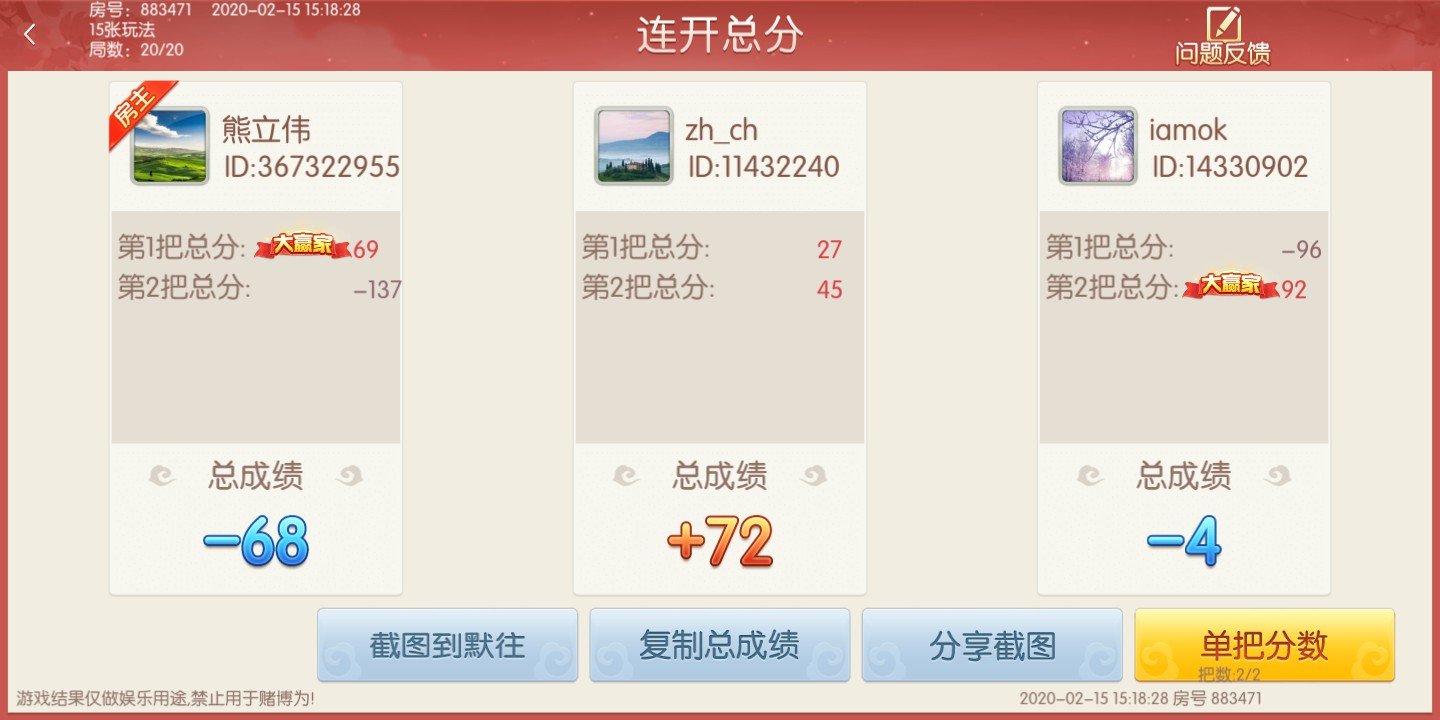 房号：883471 2020-02-15 15:18:28
15张玩法
局数：20/20
连开总分
问题反馈
房主
熊立伟
ID:367322955
第1把总分: 大赢家 69
第2把总分: -137
总成绩
-68
zh_ch
ID:11432240
第1把总分: 27
第2把总分: 45
总成绩
+72
iamok
ID:14330902
第1把总分: -96
第2把总分: 大赢家 92
总成绩
-4
截图到默往
复制总成绩
分享截图
单把分数
把数:2/2
游戏结果仅做娱乐用途,禁止用于赌博为!
2020-02-15 15:18:28 房号 883471